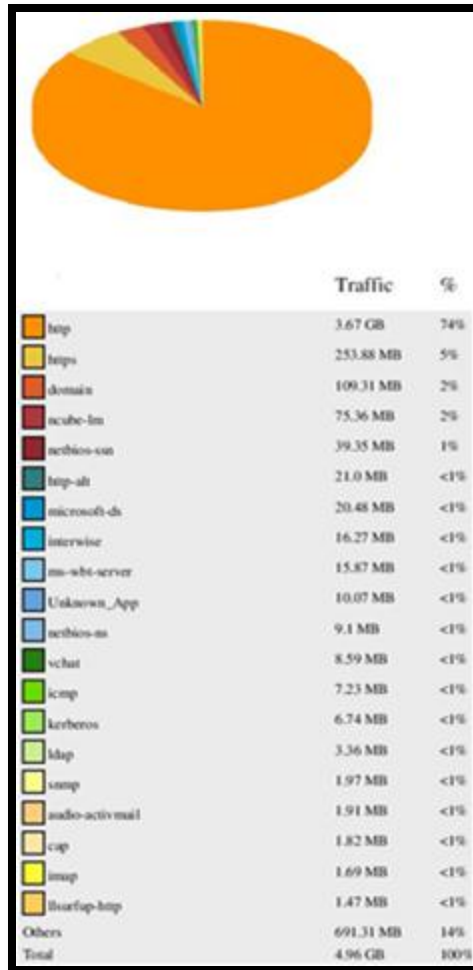 Traffic %
http 3.67 GB 74%
https 253.88 MB 5%
domain 109.31 MB 2%
ncube-lm 75.36 MB 2%
netbios-ssn 39.35 MB 1%
http-alt 21.0 MB <1%
microsoft-ds 20.48 MB <1%
interwise 16.27 MB <1%
ms-wbt-server 15.87 MB <1%
Unknown_App 10.07 MB <1%
netbios-ns 9.1 MB <1%
vchat 8.59 MB <1%
icmp 7.23 MB <1%
kerberos 6.74 MB <1%
ldap 3.36 MB <1%
snmp 1.97 MB <1%
audio-activmail 1.91 MB <1%
cap 1.82 MB <1%
imap 1.69 MB <1%
llsurfup-http 1.47 MB <1%
Others 691.31 MB 14%
Total 4.96 GB 100%